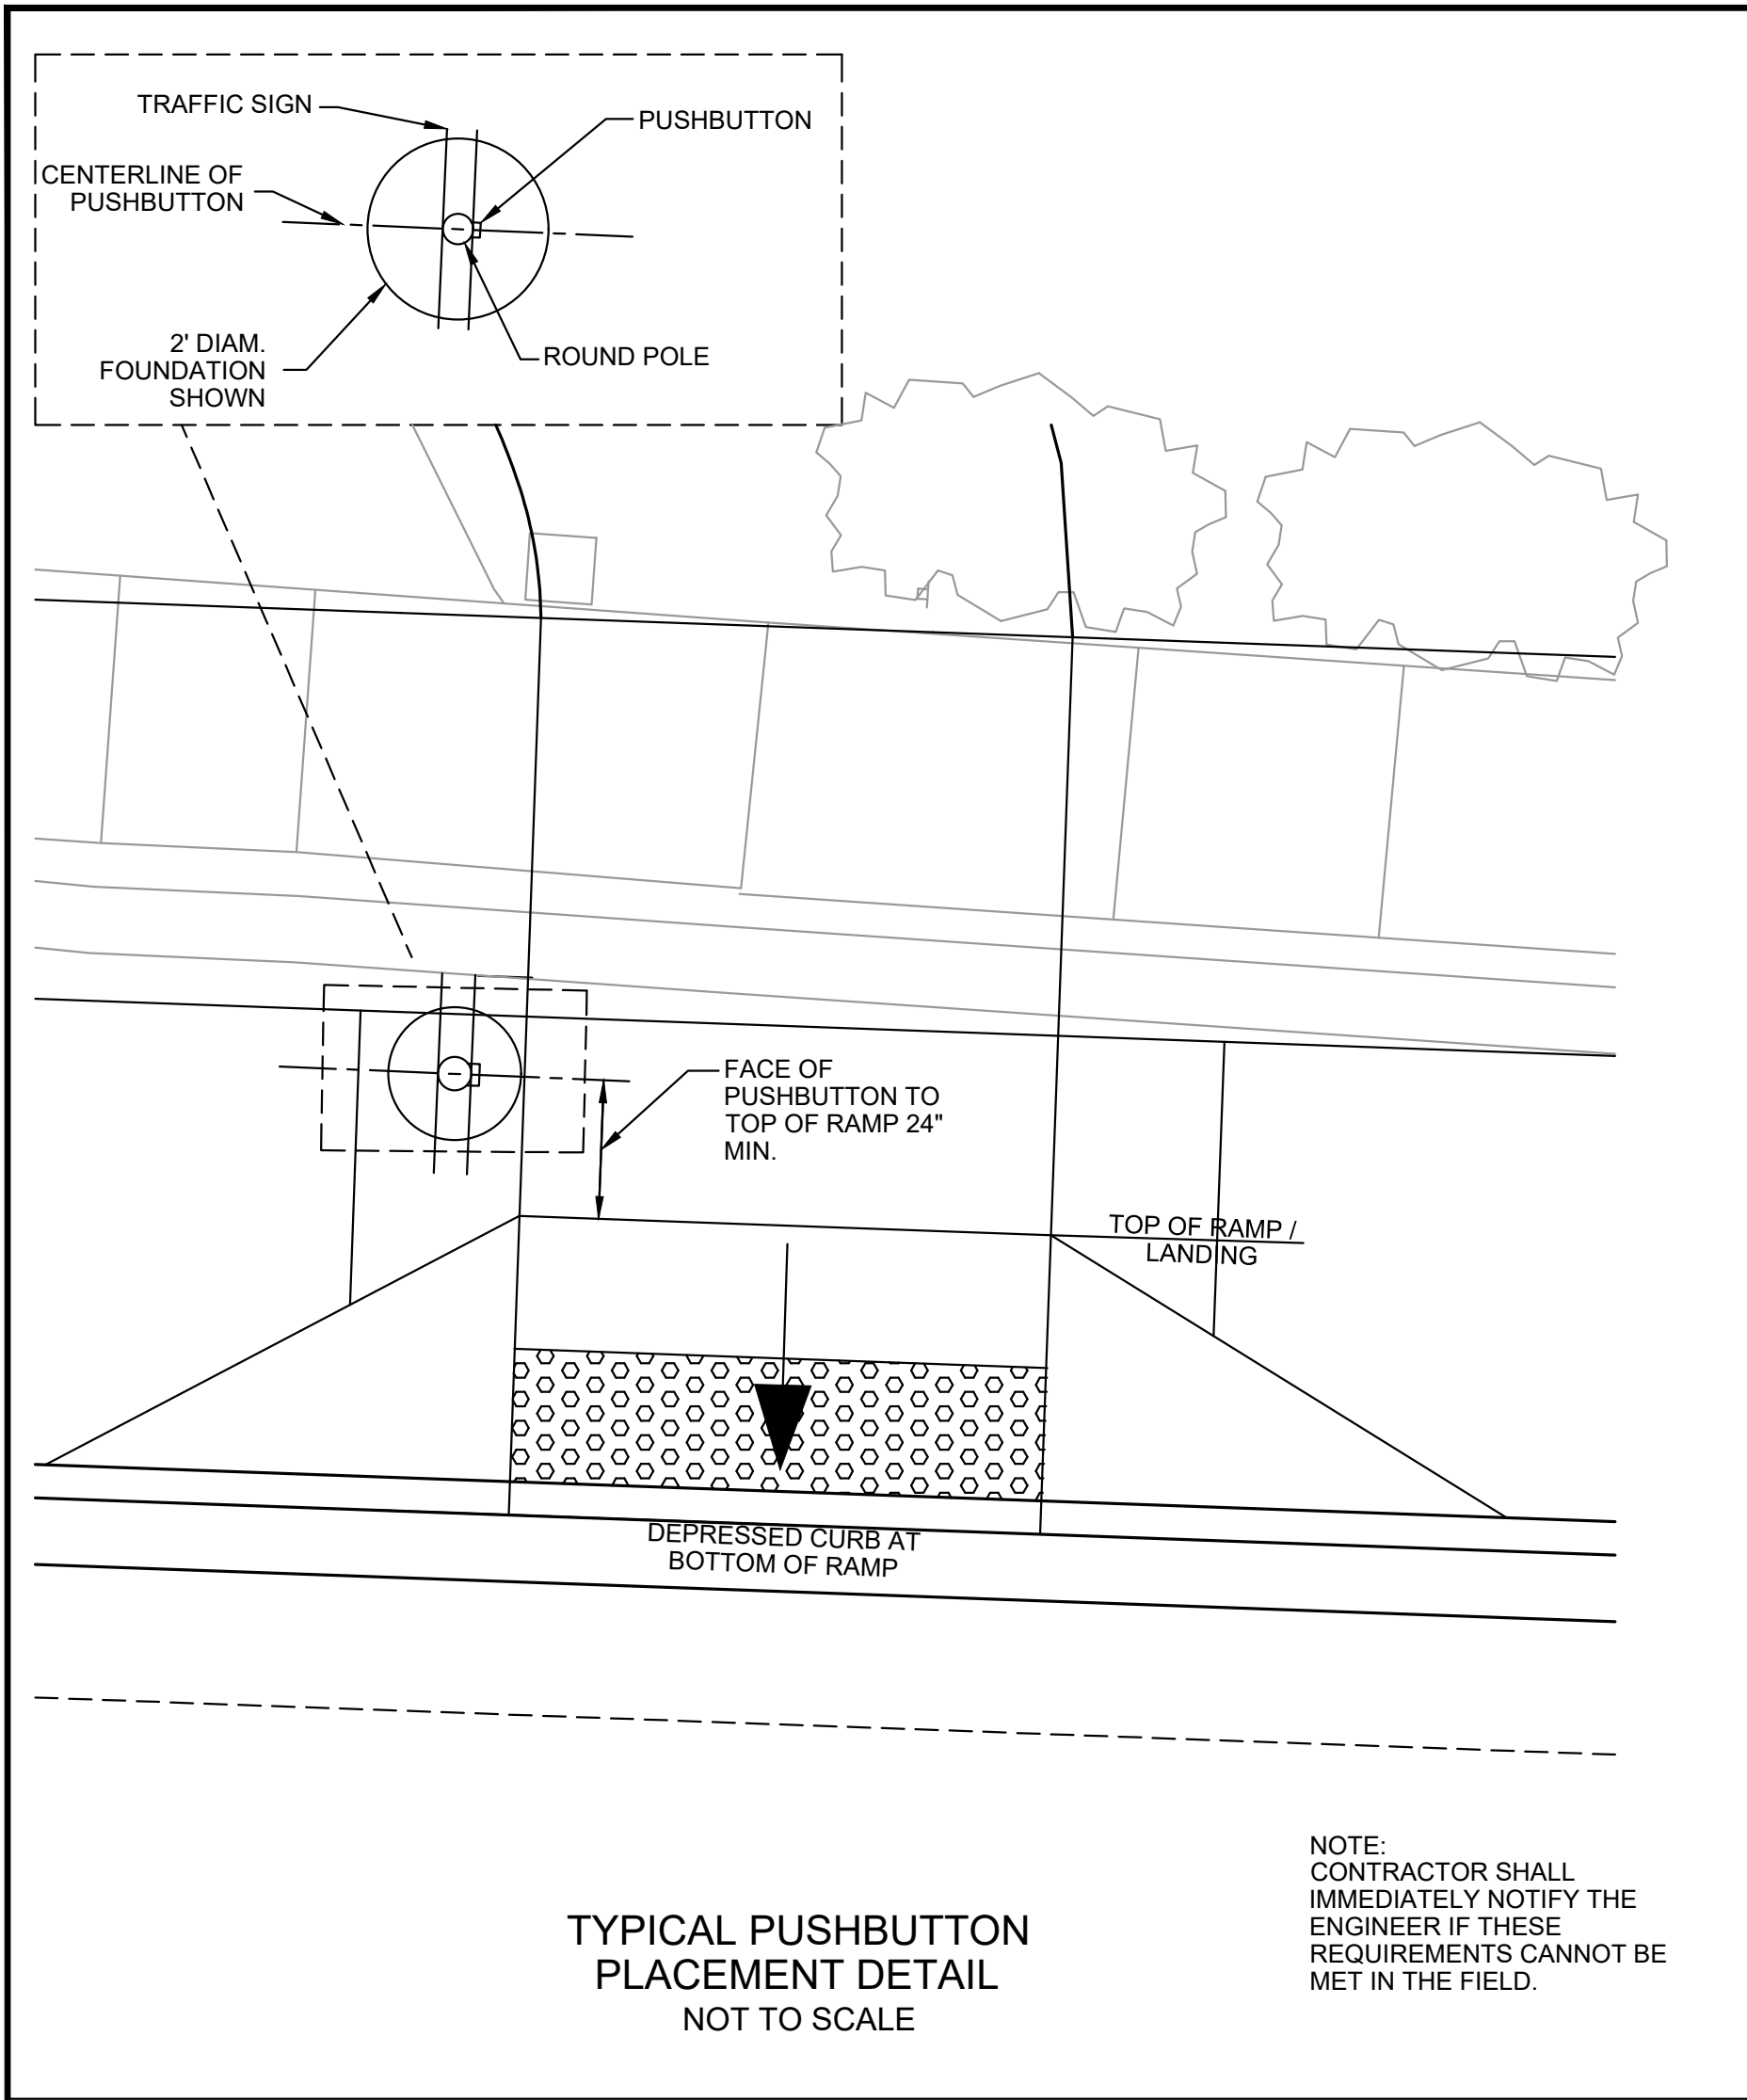 TRAFFIC SIGN
PUSHBUTTON
CENTERLINE OF
PUSHBUTTON
2' DIAM.
FOUNDATION
SHOWN
ROUND POLE
FACE OF
PUSHBUTTON TO
TOP OF RAMP 24"
MIN.
TOP OF RAMP /
LANDING
DEPRESSED CURB AT
BOTTOM OF RAMP
NOTE:
CONTRACTOR SHALL
IMMEDIATELY NOTIFY THE
ENGINEER IF THESE
REQUIREMENTS CANNOT BE
MET IN THE FIELD.
TYPICAL PUSHBUTTON
PLACEMENT DETAIL
NOT TO SCALE